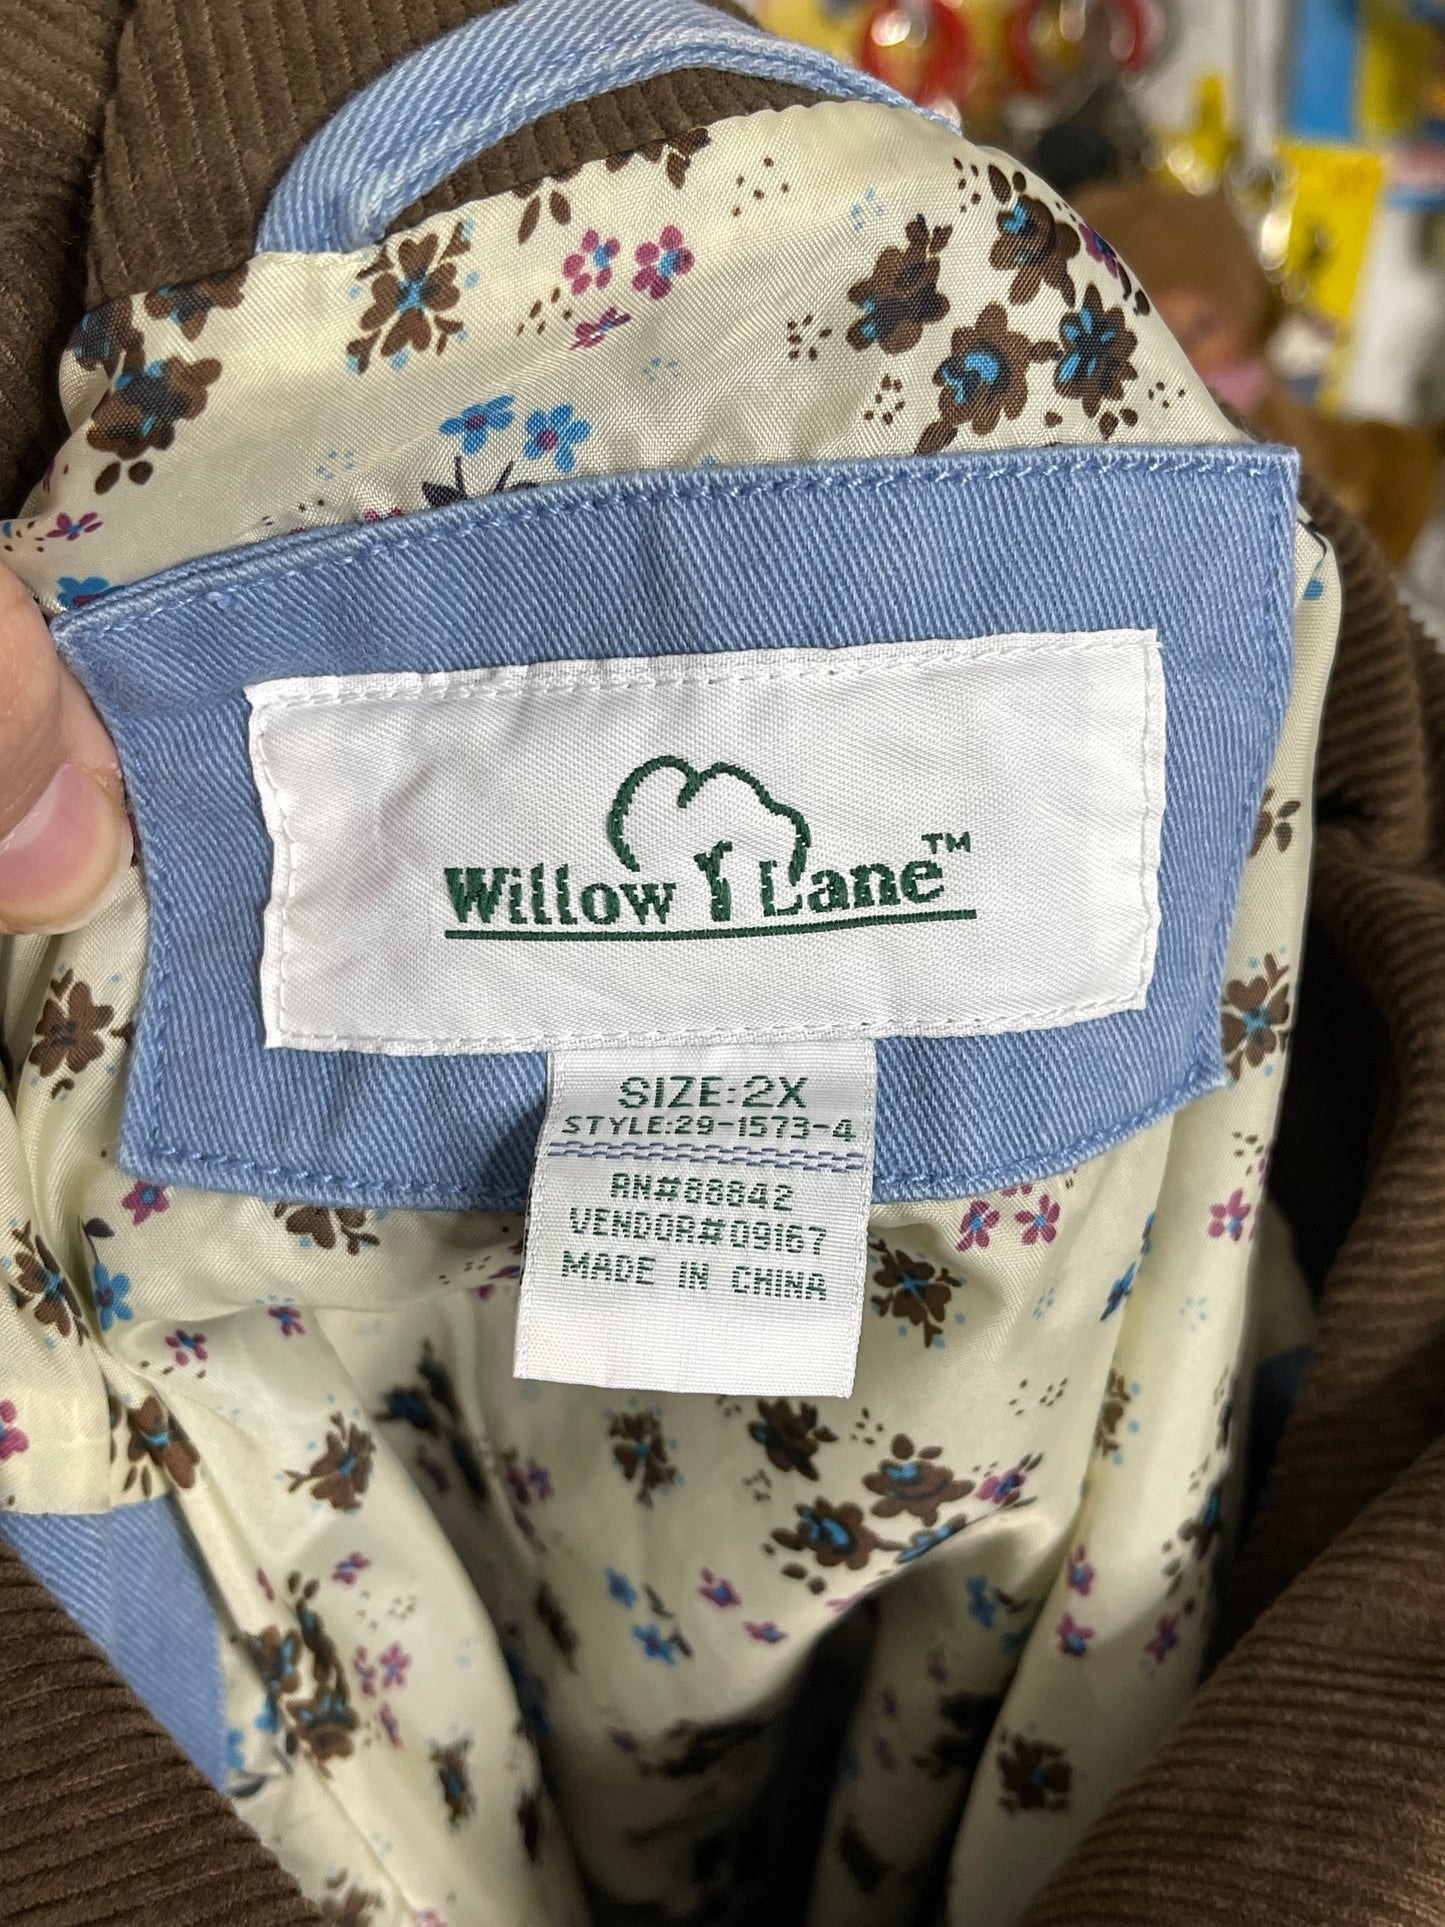 Willow Lane™
SIZE:2X
STYLE:29-1573-4
RN#88842
VENDOR#09167
MADE IN CHINA